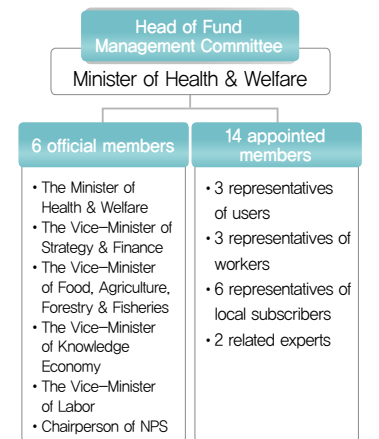 Head of Fund
Management Committee
Minister of Health & Welfare
6 official members
• The Minister of
Health & Welfare
• The Vice–Minister of
Strategy & Finance
• The Vice–Minister
of Food, Agriculture,
Forestry & Fisheries
• The Vice–Minister
of Knowledge
Economy
• The Vice–Minister
of Labor
• Chairperson of NPS
14 appointed
members
• 3 representatives
of users
• 3 representatives of
workers
• 6 representatives of
local subscribers
• 2 related experts